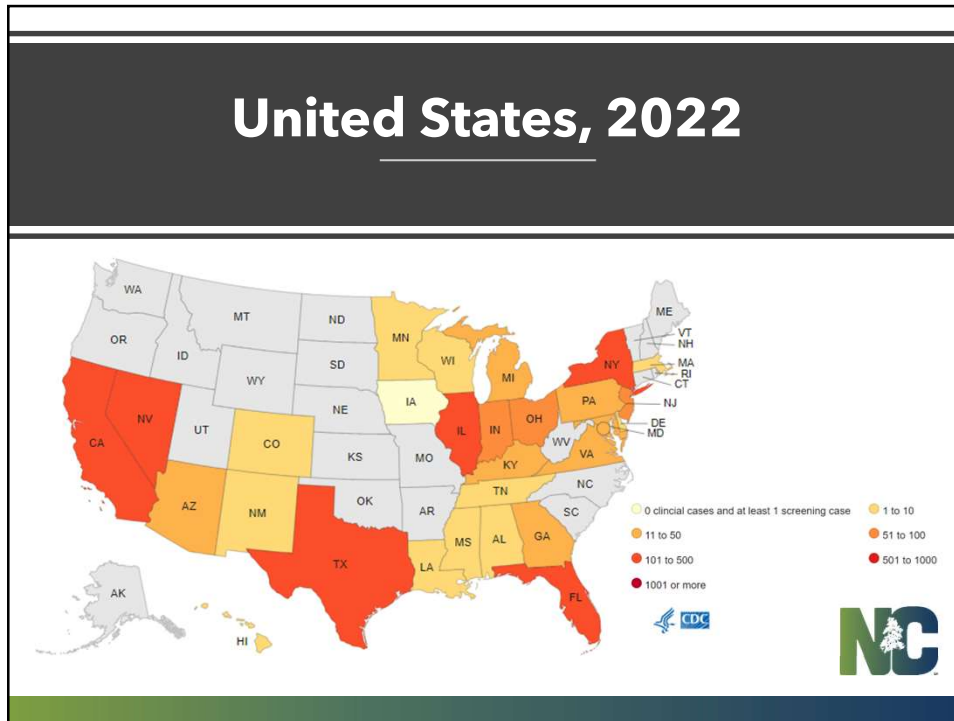 United States, 2022
WA
OR
CA
NV
ID
MT
WY
UT
AZ
CO
NM
ND
SD
NE
KS
OK
TX
MN
IA
MO
AR
LA
WI
IL
MS
MI
IN
KY
TN
AL
OH
WV
VA
NC
SC
GA
FL
PA
NY
ME
VT
NH
MA
RI
CT
NJ
DE
MD
AK
HI
0 clincial cases and at least 1 screening case
1 to 10
11 to 50
51 to 100
101 to 500
501 to 1000
1001 or more
CDC
NC